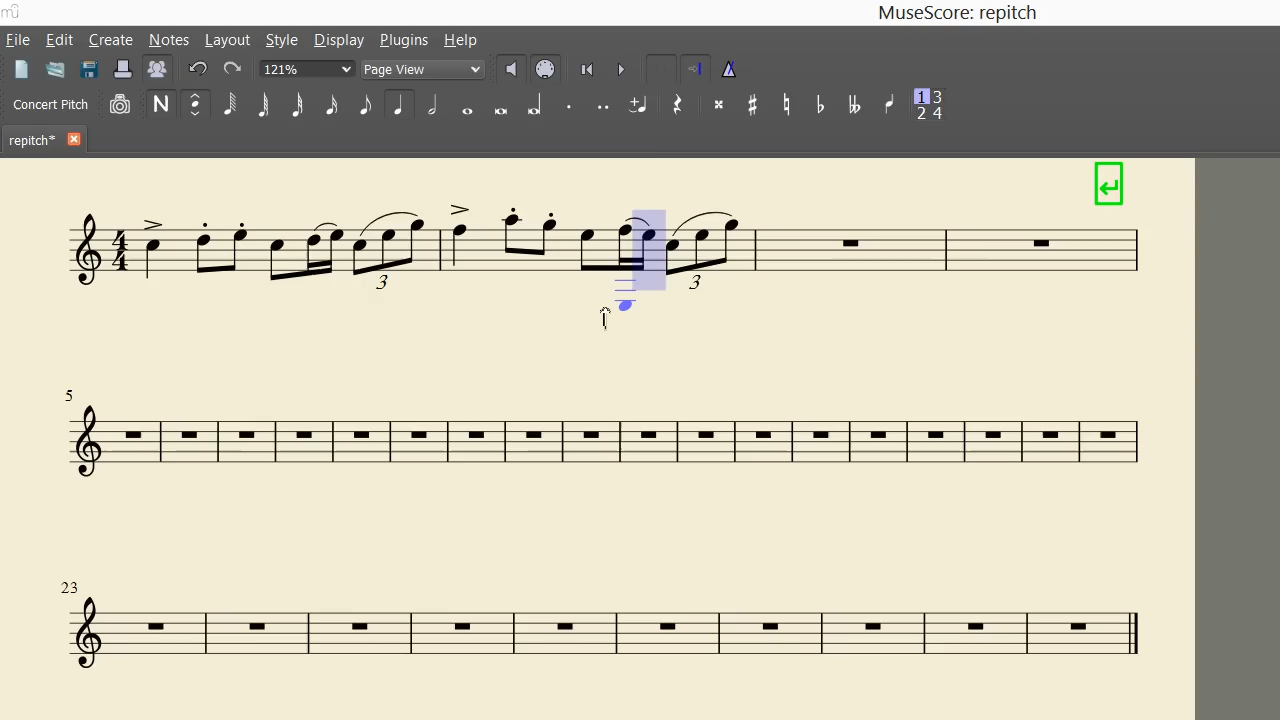 MuseScore: repitch
File Edit Create Notes Layout Style Display Plugins Help
121% Page View
Concert Pitch N 1 3
2 4
repitch*
4
4
3 3
5
23